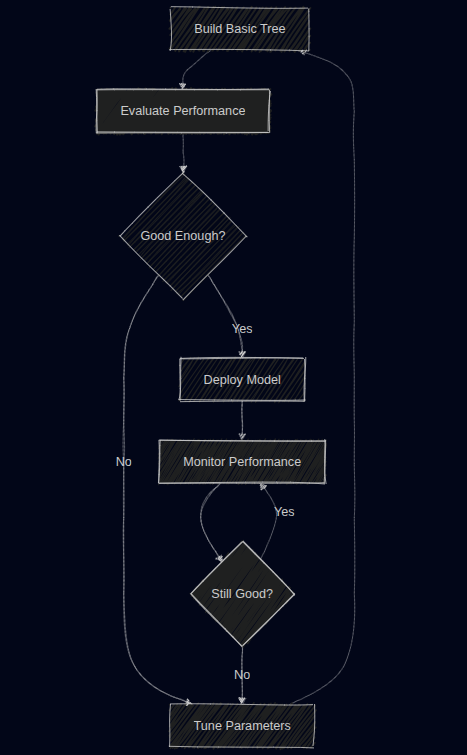 Build Basic Tree
Evaluate Performance
Good Enough?
Yes
Deploy Model
No
Monitor Performance
Yes
Still Good?
No
Tune Parameters